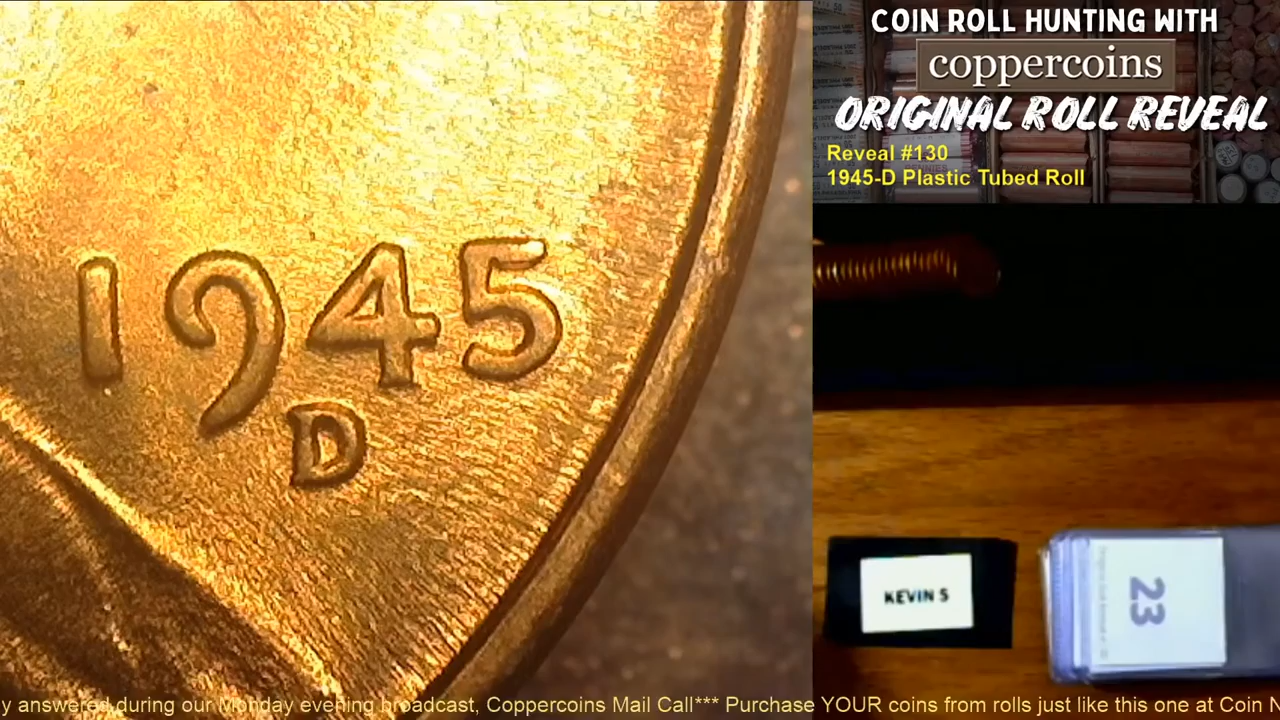 1945
D
COIN ROLL HUNTING WITH
coppercoins
ORIGINAL ROLL REVEAL
Reveal #130
1945-D Plastic Tubed Roll
KEVIN S
23
y answered during our Monday evening broadcast, Coppercoins Mail Call*** Purchase YOUR coins from rolls just like this one at Coin N